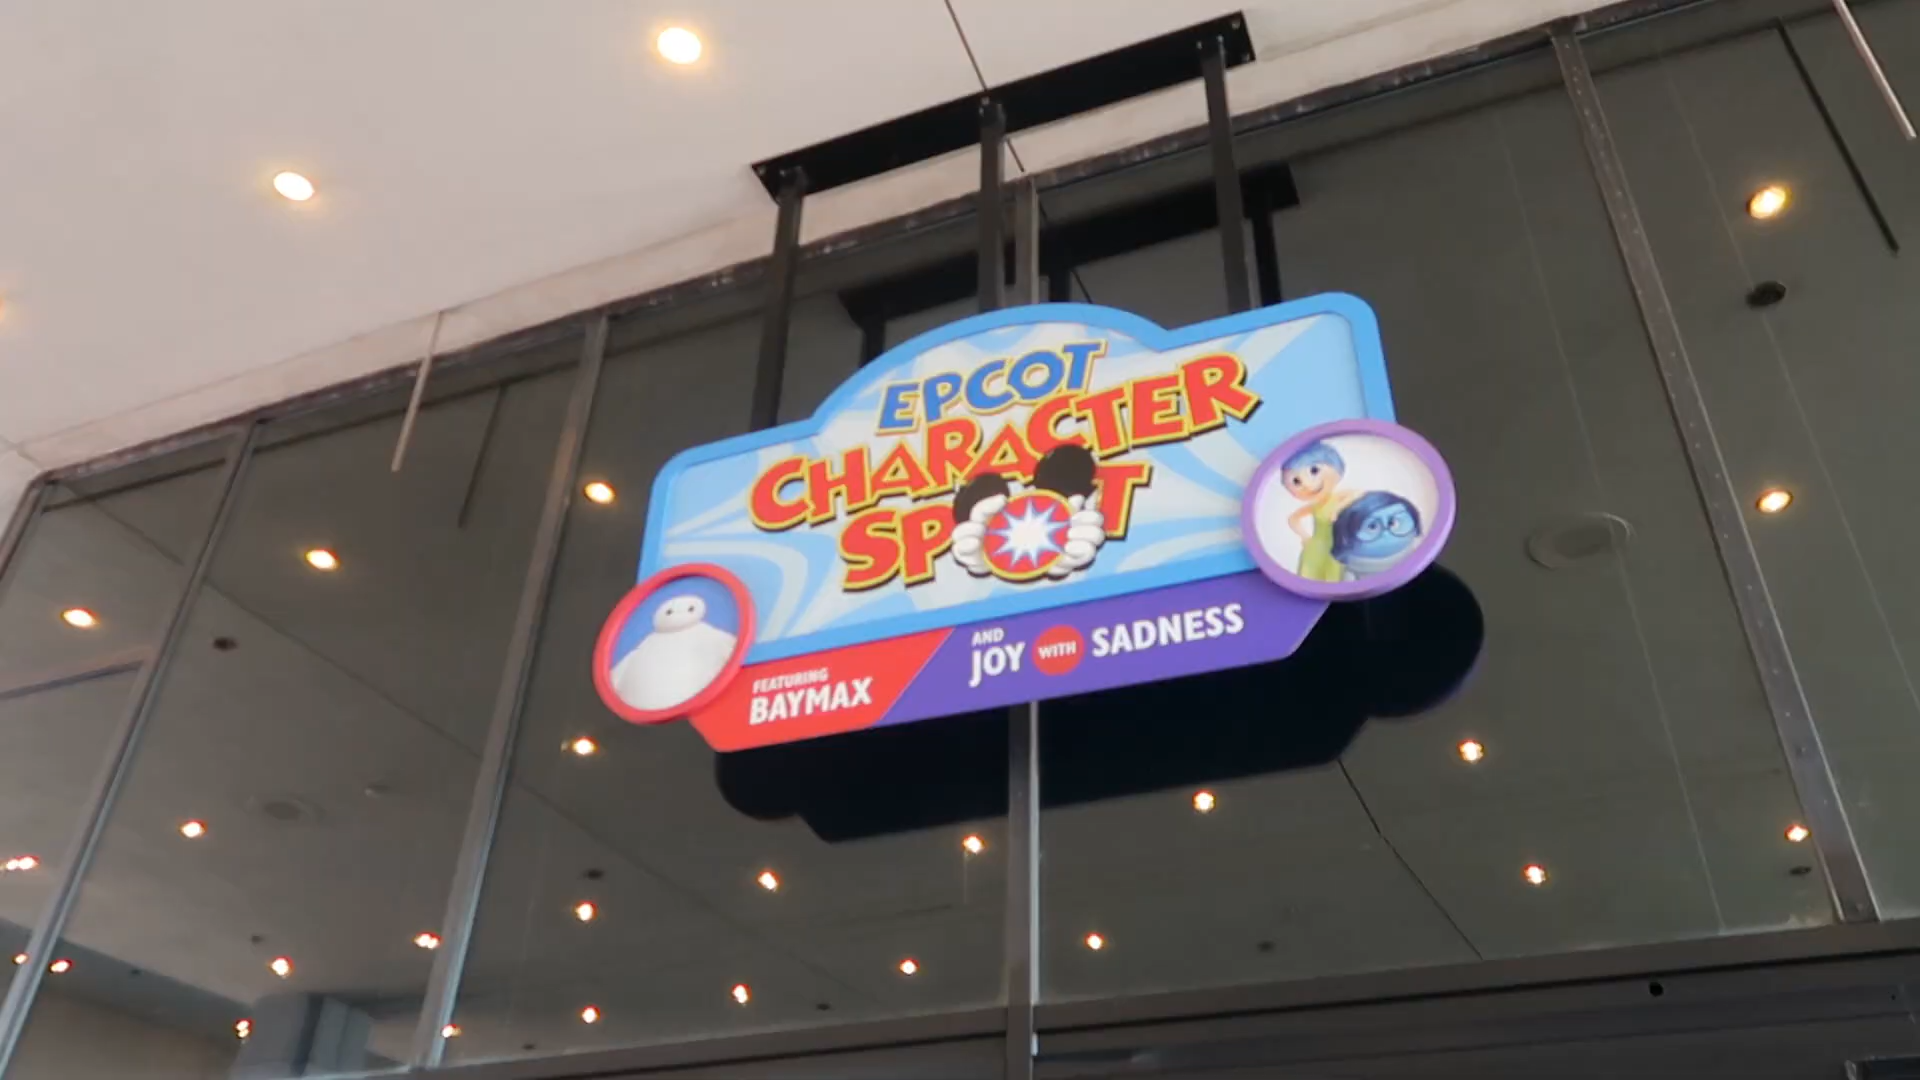 EPCOT
CHARACTER
SPOT
FEATURING
BAYMAX
AND
JOY WITH SADNESS